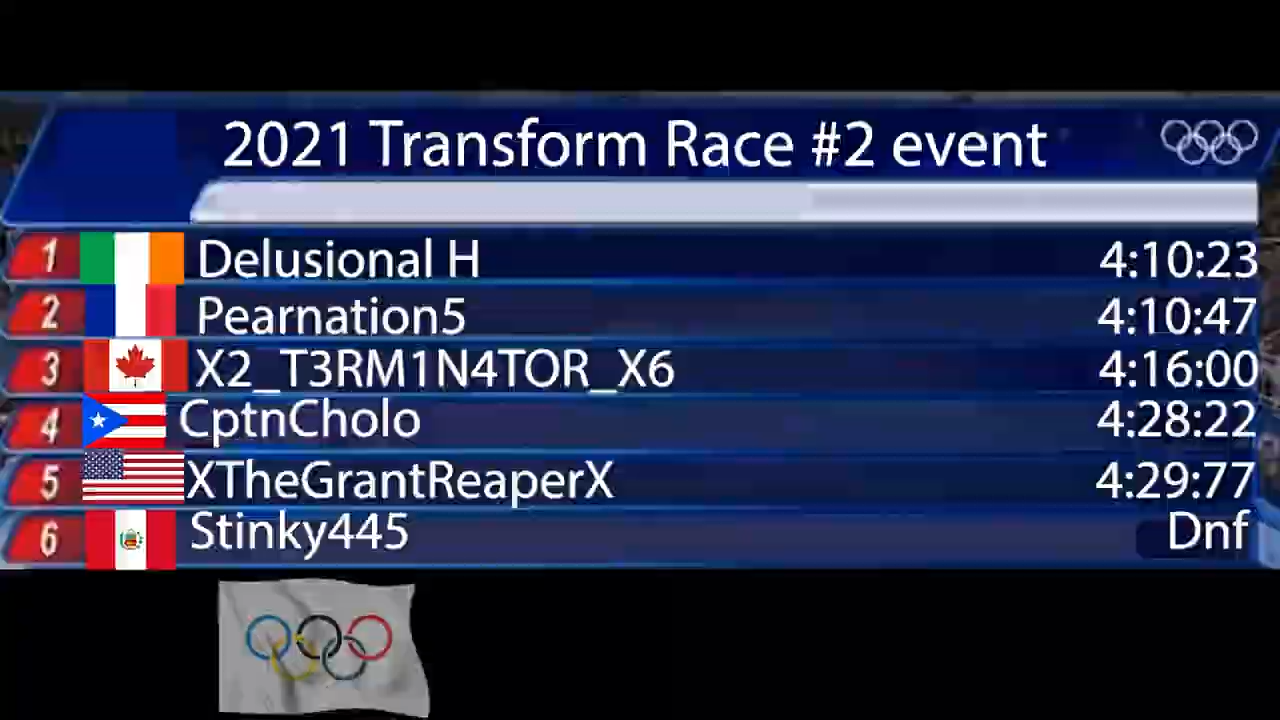 2021 Transform Race #2 event
1 Delusional H 4:10:23
2 Pearnation5 4:10:47
3 X2_T3RM1N4TOR_X6 4:16:00
4 CptnCholo 4:28:22
5 XTheGrantReaperX 4:29:77
6 Stinky445 Dnf